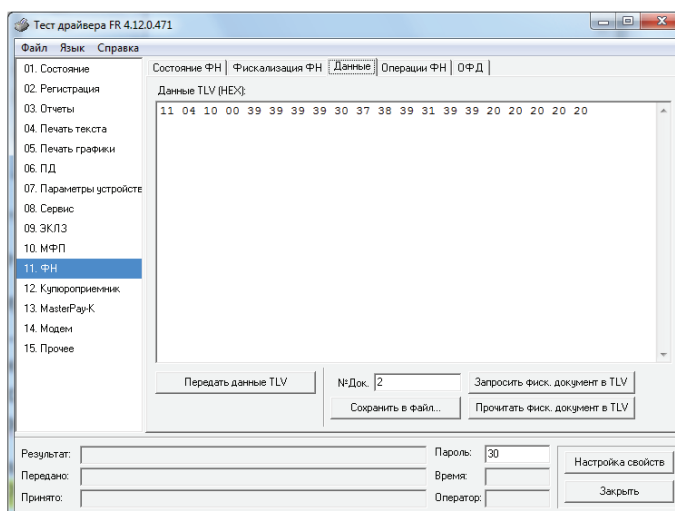 Тест драйвера FR 4.12.0.471
Файл Язык Справка
01. Состояние
02. Регистрация
03. Отчеты
04. Печать текста
05. Печать графики
06. ПД
07. Параметры устройств
08. Сервис
09. ЭКЛЗ
10. МФП
11. ФН
12. Купюроприемник
13. MasterPay-K
14. Модем
15. Прочее
Состояние ФН Фискализация ФН Данные Операции ФН ОФД
Данные TLV (HEX):
11 04 10 00 39 39 39 39 30 37 38 39 31 39 39 20 20 20 20 20
Передать данные TLV
№Док. 2
Запросить фиск. документ в TLV
Сохранить в файл...
Прочитать фиск. документ в TLV
Результат:
Пароль: 30
Настройка свойств
Передано:
Время:
Принято:
Оператор:
Закрыть